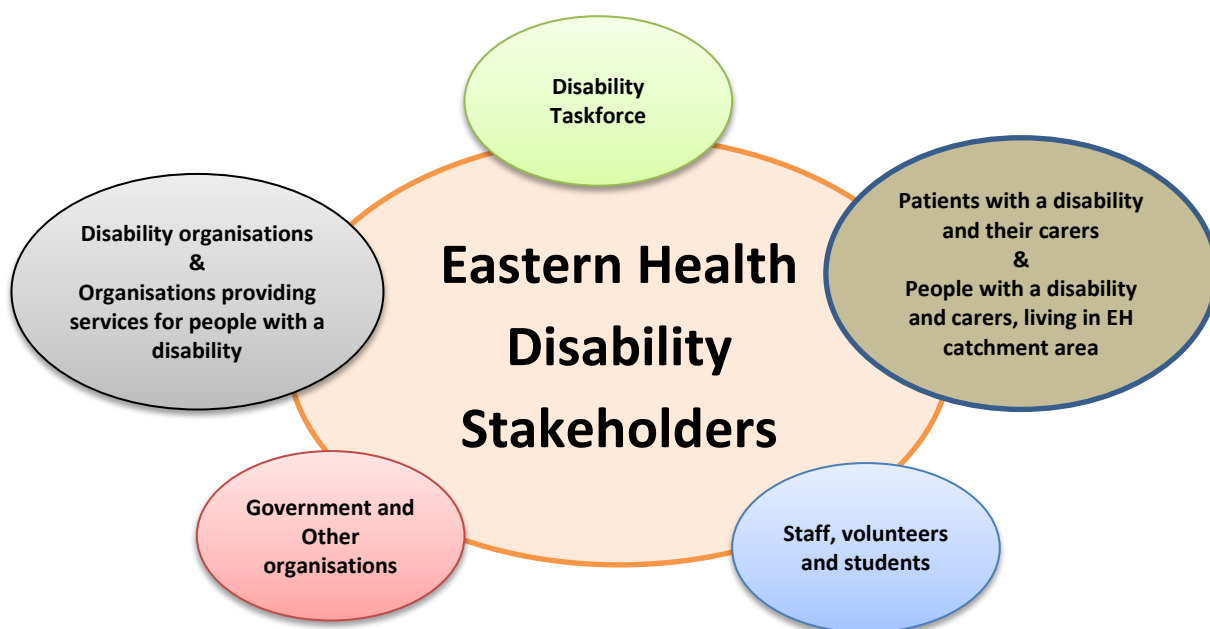 Disability
Taskforce
Disability organisations
&
Organisations providing
services for people with a
disability
Eastern Health
Disability
Stakeholders
Patients with a disability
and their carers
&
People with a disability
and carers, living in EH
catchment area
Government and
Other
organisations
Staff, volunteers
and students